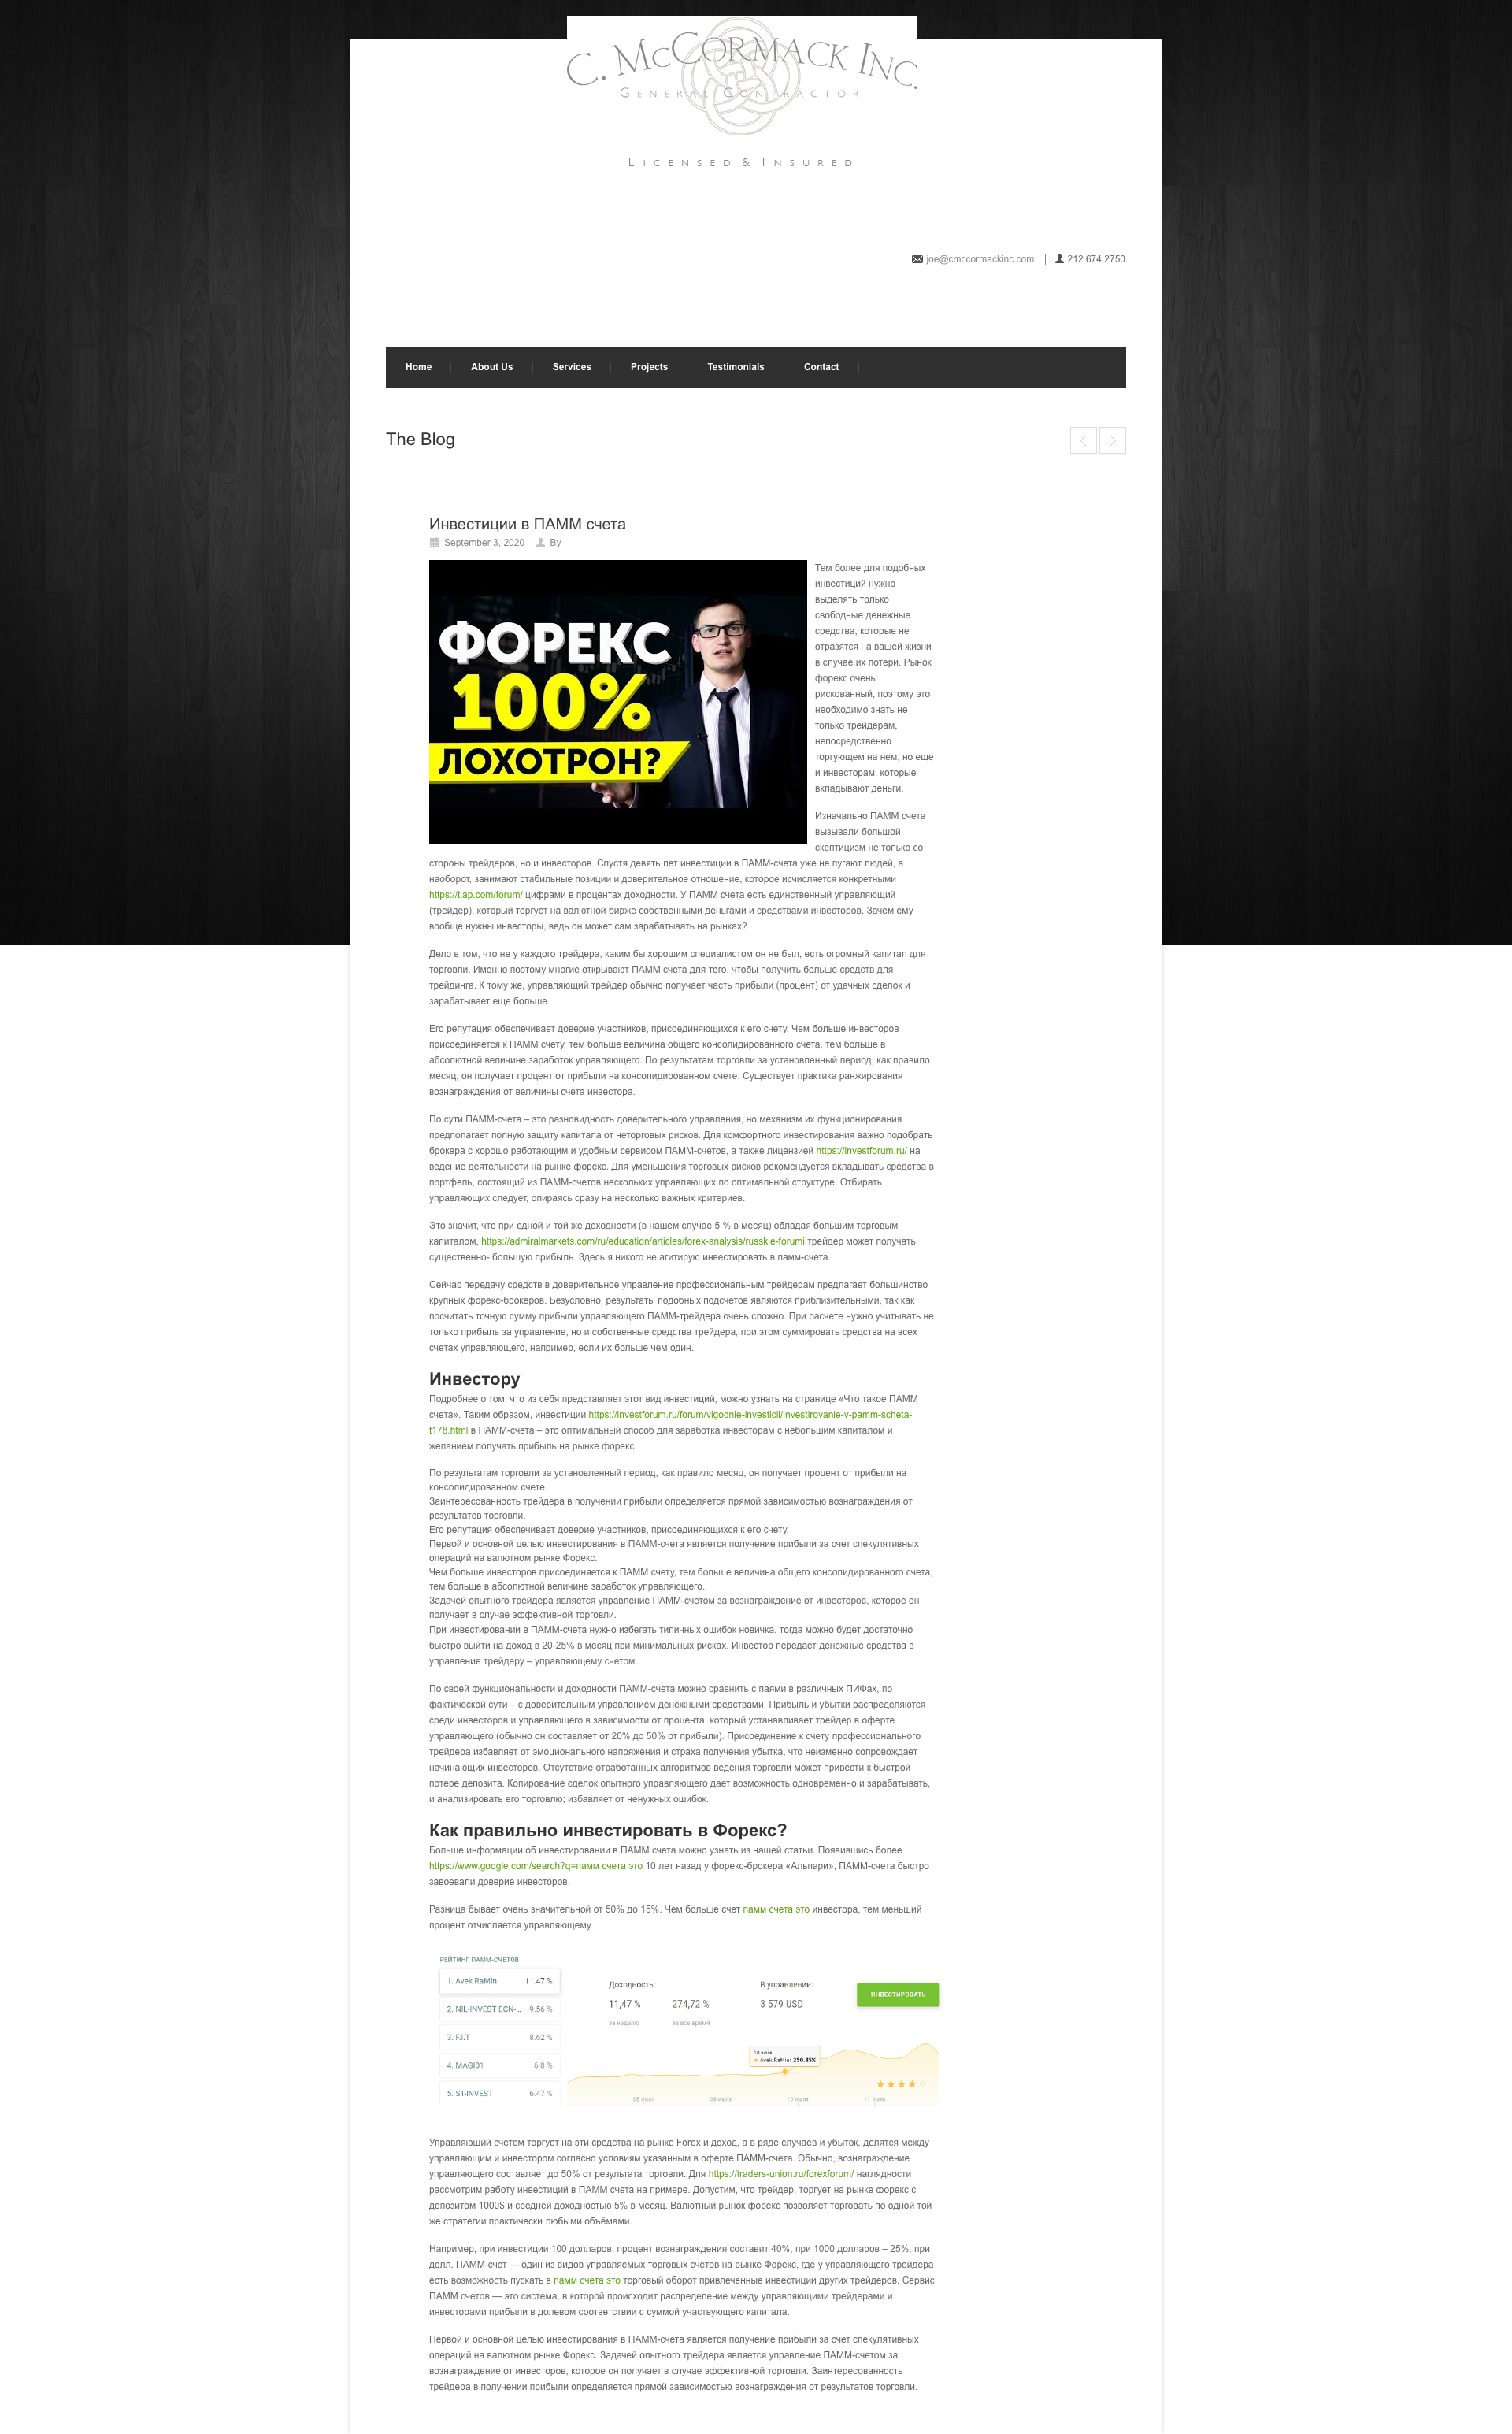 C. McCormack Inc.
General Contractor
Licensed & Insured
joe@cmccormackinc.com
212.674.2750
Home
About Us
Services
Projects
Testimonials
Contact
The Blog
Инвестиции в ПАММ счета
September 3, 2020 By
ФОРЕКС
100%
ЛОХОТРОН?
Тем более для подобных
инвестиций нужно
выделять только
свободные денежные
средства, которые не
отразятся на вашей жизни
в случае их потери. Рынок
форекс очень
рискованный, поэтому это
необходимо знать не
только трейдерам,
непосредственно
торгующем на нем, но еще
и инвесторам, которые
вкладывают деньги.
Изначально ПАММ счета
вызывали большой
скептицизм не только со
стороны трейдеров, но и инвесторов. Спустя девять лет инвестиции в ПАММ-счета уже не пугают людей, а
наоборот, занимают стабильные позиции и доверительное отношение, которое исчисляется конкретными
https://tlap.com/forum/ цифрами в процентах доходности. У ПАММ счета есть единственный управляющий
(трейдер), который торгует на валютной бирже собственными деньгами и средствами инвесторов. Зачем ему
вообще нужны инвесторы, ведь он может сам зарабатывать на рынках?
Дело в том, что не у каждого трейдера, каким бы хорошим специалистом он не был, есть огромный капитал для
торговли. Именно поэтому многие открывают ПАММ счета для того, чтобы получить больше средств для
трейдинга. К тому же, управляющий трейдер обычно получает часть прибыли (процент) от удачных сделок и
зарабатывает еще больше.
Его репутация обеспечивает доверие участников, присоединяющихся к его счету. Чем больше инвесторов
присоединяется к ПАММ счету, тем больше величина общего консолидированного счета, тем больше в
абсолютной величине заработок управляющего. По результатам торговли за установленный период, как правило
месяц, он получает процент от прибыли на консолидированном счете. Существует практика ранжирования
вознаграждения от величины счета инвестора.
По сути ПАММ-счета – это разновидность доверительного управления, но механизм их функционирования
предполагает полную защиту капитала от неторговых рисков. Для комфортного инвестирования важно подобрать
брокера с хорошо работающим и удобным сервисом ПАММ-счетов, а также лицензией https://investforum.ru/ на
ведение деятельности на рынке форекс. Для уменьшения торговых рисков рекомендуется вкладывать средства в
портфель, состоящий из ПАММ-счетов нескольких управляющих по оптимальной структуре. Отбирать
управляющих следует, опираясь сразу на несколько важных критериев.
Это значит, что при одной и той же доходности (в нашем случае 5 % в месяц) обладая большим торговым
капиталом, https://admiralmarkets.com/ru/education/articles/forex-analysis/russkie-forumi трейдер может получать
существенно- большую прибыль. Здесь я никого не агитирую инвестировать в памм-счета.
Сейчас передачу средств в доверительное управление профессиональным трейдерам предлагает большинство
крупных форекс-брокеров. Безусловно, результаты подобных подсчетов являются приблизительными, так как
посчитать точную сумму прибыли управляющего ПАММ-трейдера очень сложно. При расчете нужно учитывать не
только прибыль за управление, но и собственные средства трейдера, при этом суммировать средства на всех
счетах управляющего, например, если их больше чем один.
Инвестору
Подробнее о том, что из себя представляет этот вид инвестиций, можно узнать на странице «Что такое ПАММ
счета». Таким образом, инвестиции https://investforum.ru/forum/vigodnie-investicii/investirovanie-v-pamm-scheta-
t178.html в ПАММ-счета – это оптимальный способ для заработка инвесторам с небольшим капиталом и
желанием получать прибыль на рынке форекс.
По результатам торговли за установленный период, как правило месяц, он получает процент от прибыли на
консолидированном счете.
Заинтересованность трейдера в получении прибыли определяется прямой зависимостью вознаграждения от
результатов торговли.
Его репутация обеспечивает доверие участников, присоединяющихся к его счету.
Первой и основной целью инвестирования в ПАММ-счета является получение прибыли за счет спекулятивных
операций на валютном рынке Форекс.
Чем больше инвесторов присоединяется к ПАММ счету, тем больше величина общего консолидированного счета,
тем больше в абсолютной величине заработок управляющего.
Задачей опытного трейдера является управление ПАММ-счетом за вознаграждение от инвесторов, которое он
получает в случае эффективной торговли.
При инвестировании в ПАММ-счета нужно избегать типичных ошибок новичка, тогда можно будет достаточно
быстро выйти на доход в 20-25% в месяц при минимальных рисках. Инвестор передает денежные средства в
управление трейдеру – управляющему счетом.
По своей функциональности и доходности ПАММ-счета можно сравнить с паями в различных ПИФах, по
фактической сути – с доверительным управлением денежными средствами. Прибыль и убытки распределяются
среди инвесторов и управляющего в зависимости от процента, который устанавливает трейдер в оферте
управляющего (обычно он составляет от 20% до 50% от прибыли). Присоединение к счету профессионального
трейдера избавляет от эмоционального напряжения и страха получения убытка, что неизменно сопровождает
начинающих инвесторов. Отсутствие отработанных алгоритмов ведения торговли может привести к быстрой
потере депозита. Копирование сделок опытного управляющего дает возможность одновременно и зарабатывать,
и анализировать его торговлю; избавляет от ненужных ошибок.
Как правильно инвестировать в Форекс?
Больше информации об инвестировании в ПАММ счета можно узнать из нашей статьи. Появившись более
https://www.google.com/search?q=памм счета это 10 лет назад у форекс-брокера «Альпари», ПАММ-счета быстро
завоевали доверие инвесторов.
Разница бывает очень значительной от 50% до 15%. Чем больше счет памм счета это инвестора, тем меньший
процент отчисляется управляющему.
РЕЙТИНГ ПАММ-СЧЕТОВ
1. Avek RaMin 11.47 %
2. NIL-INVEST ECN-... 9.56 %
3. F.I.T 8.62 %
4. MAGI01 6.8 %
5. ST-INVEST 6.47 %
Доходность:
11,47 % 274,72 %
за неделю за все время
В управлении:
3 579 USD
ИНВЕСТИРОВАТЬ
10 июля
Avek RaMin: 250.85%
08 июля 09 июля 10 июля 11 июля
Управляющий счетом торгует на эти средства на рынке Forex и доход, а в ряде случаев и убыток, делятся между
управляющим и инвестором согласно условиям указанным в оферте ПАММ-счета. Обычно, вознаграждение
управляющего составляет до 50% от результата торговли. Для https://traders-union.ru/forexforum/ наглядности
рассмотрим работу инвестиций в ПАММ счета на примере. Допустим, что трейдер, торгует на рынке форекс с
депозитом 1000$ и средней доходностью 5% в месяц. Валютный рынок форекс позволяет торговать по одной той
же стратегии практически любыми объёмами.
Например, при инвестиции 100 долларов, процент вознаграждения составит 40%, при 1000 долларов – 25%, при
долл. ПАММ-счет — один из видов управляемых торговых счетов на рынке Форекс, где у управляющего трейдера
есть возможность пускать в памм счета это торговый оборот привлеченные инвестиции других трейдеров. Сервис
ПАММ счетов — это система, в которой происходит распределение между управляющими трейдерами и
инвесторами прибыли в долевом соответствии с суммой участвующего капитала.
Первой и основной целью инвестирования в ПАММ-счета является получение прибыли за счет спекулятивных
операций на валютном рынке Форекс. Задачей опытного трейдера является управление ПАММ-счетом за
вознаграждение от инвесторов, которое он получает в случае эффективной торговли. Заинтересованность
трейдера в получении прибыли определяется прямой зависимостью вознаграждения от результатов торговли.